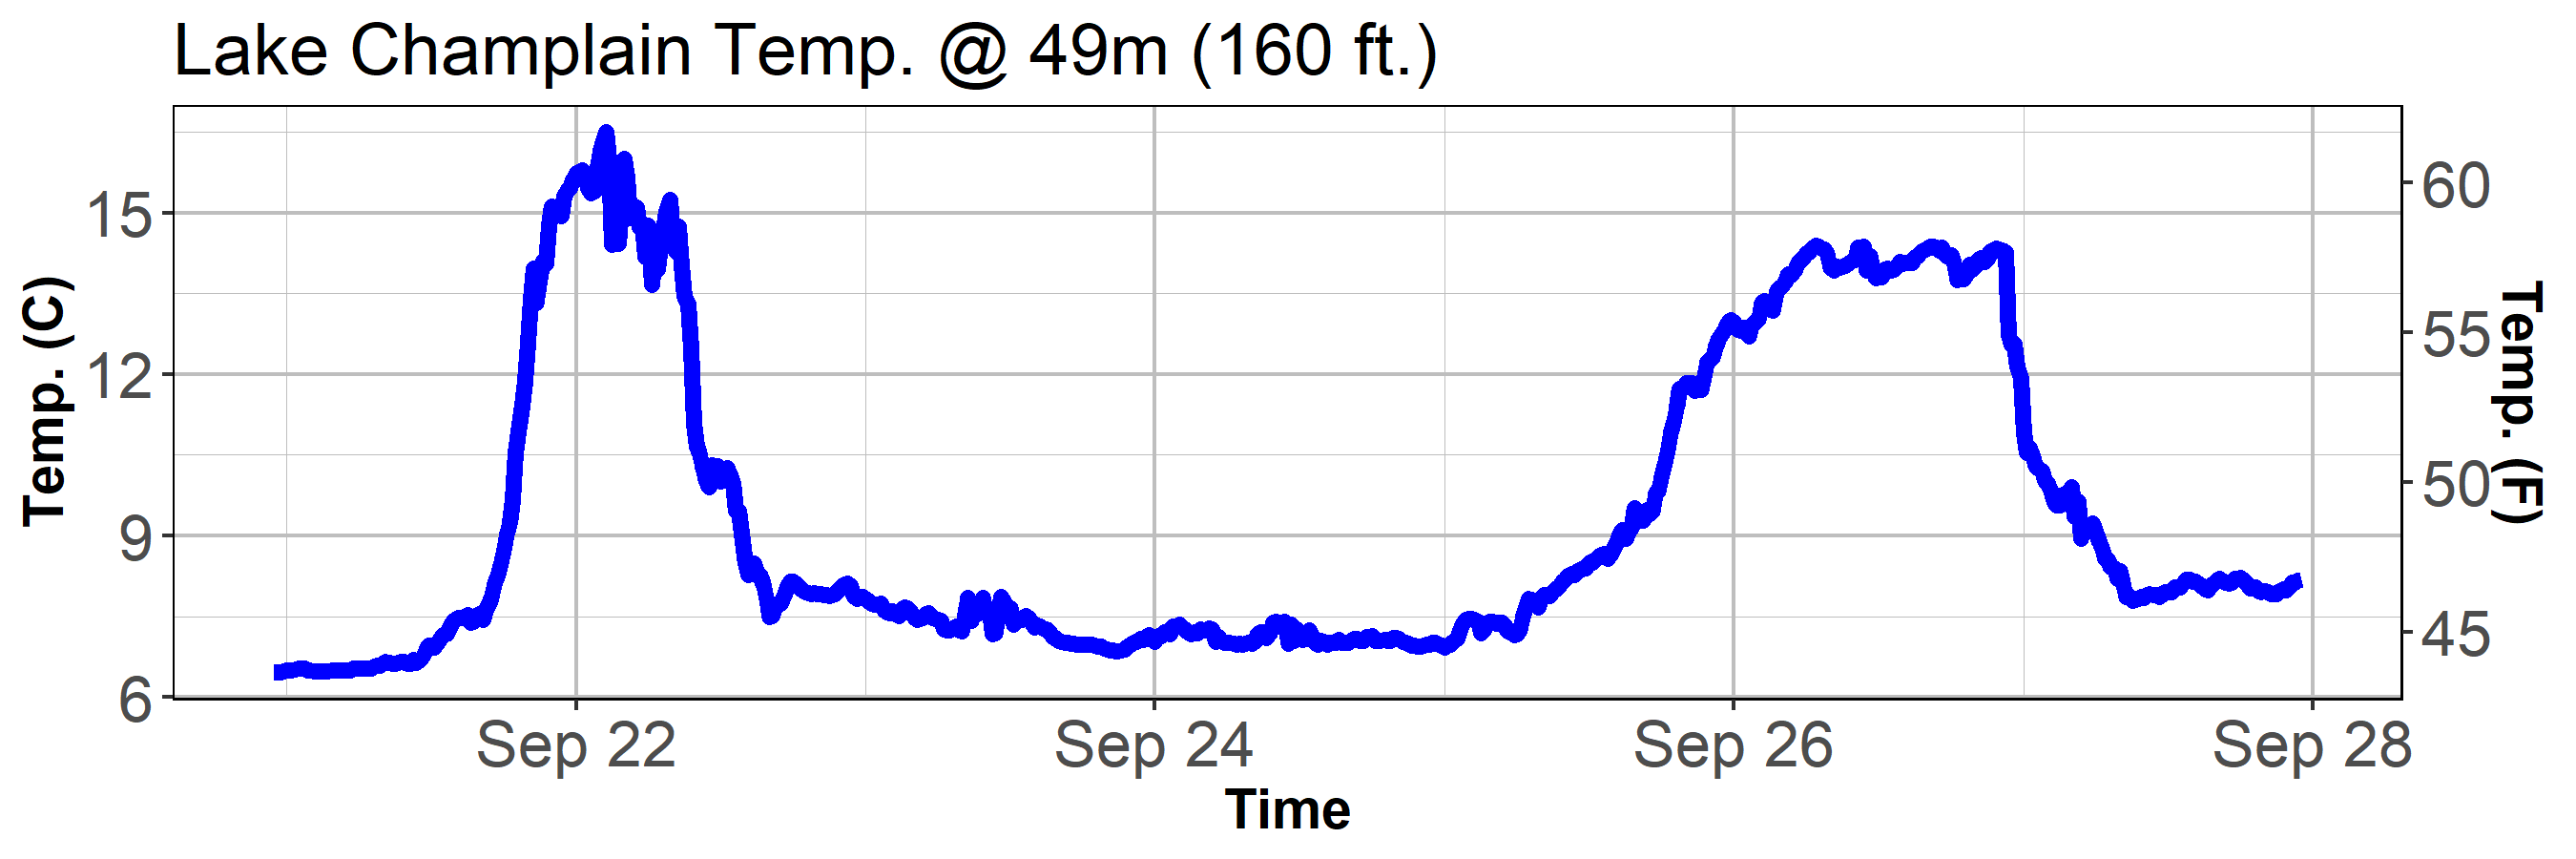 Lake Champlain Temp. @ 49m (160 ft.)
Temp. (C)
15
12
9
6
60
55
50
45
Temp. (F)
Sep 22 Sep 24 Sep 26 Sep 28
Time